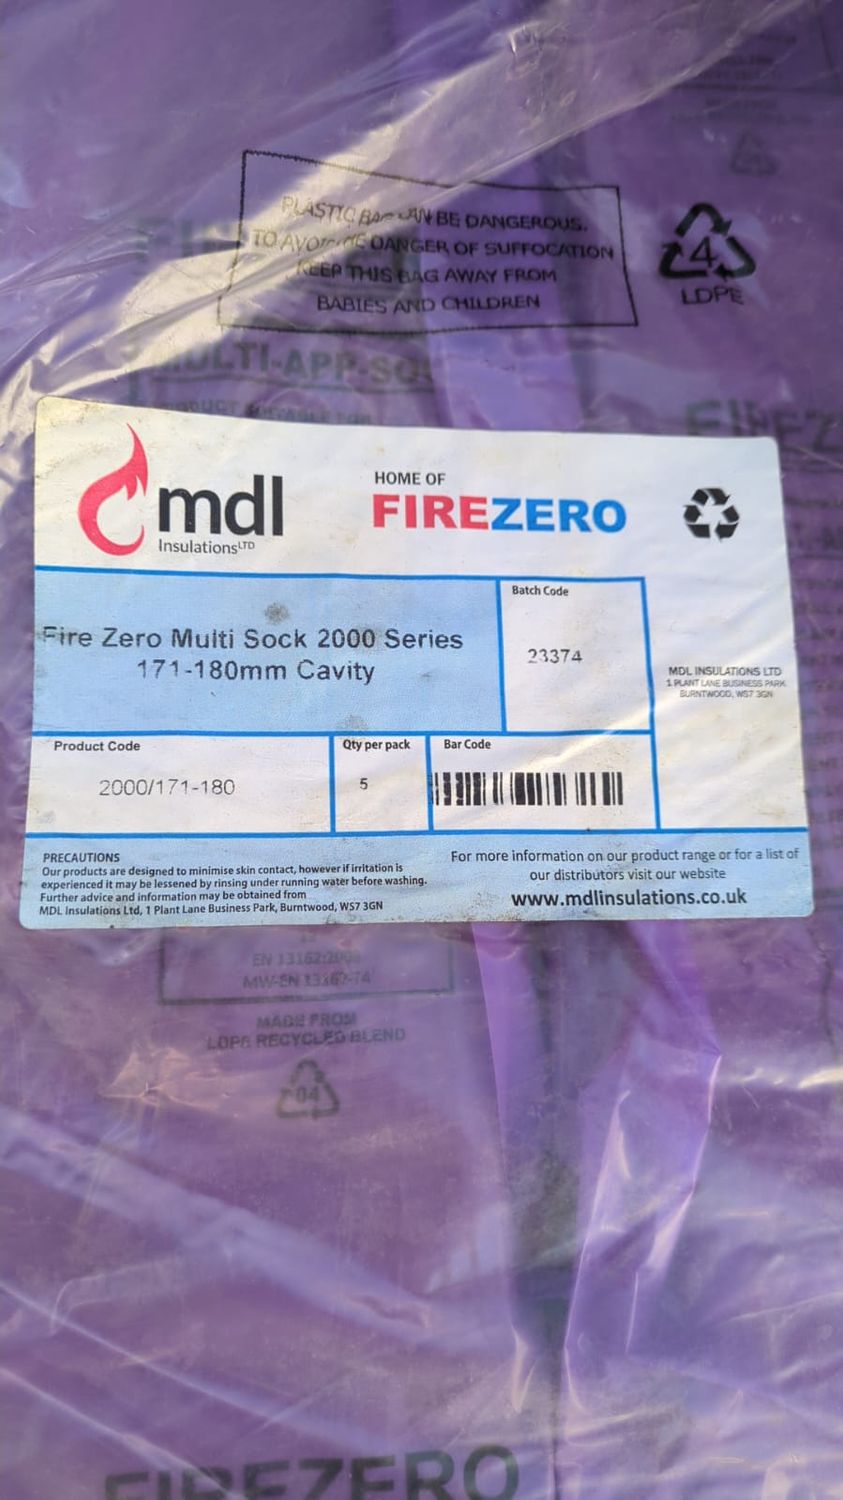 PLASTIC BAG CAN BE DANGEROUS.
TO AVOID THE DANGER OF SUFFOCATION
KEEP THIS BAG AWAY FROM
BABIES AND CHILDREN
4
LDPE
MULTI-APP-SO
FIREZ
mdl
Insulations LTD
HOME OF
FIREZERO
Fire Zero Multi Sock 2000 Series
171-180mm Cavity
Batch Code
23374
MDL INSULATIONS LTD
1 PLANT LANE BUSINESS PARK
BURNTWOOD, WS7 3GN
Product Code
2000/171-180
Qty per pack
5
Bar Code
PRECAUTIONS
Our products are designed to minimise skin contact, however if irritation is
experienced it may be lessened by rinsing under running water before washing.
Further advice and information may be obtained from
MDL Insulations Ltd, 1 Plant Lane Business Park, Burntwood, WS7 3GN
For more information on our product range or for a list of
our distributors visit our website
www.mdlinsulations.co.uk
MADE FROM
RECYCLED BLEND
04
FIREZERO